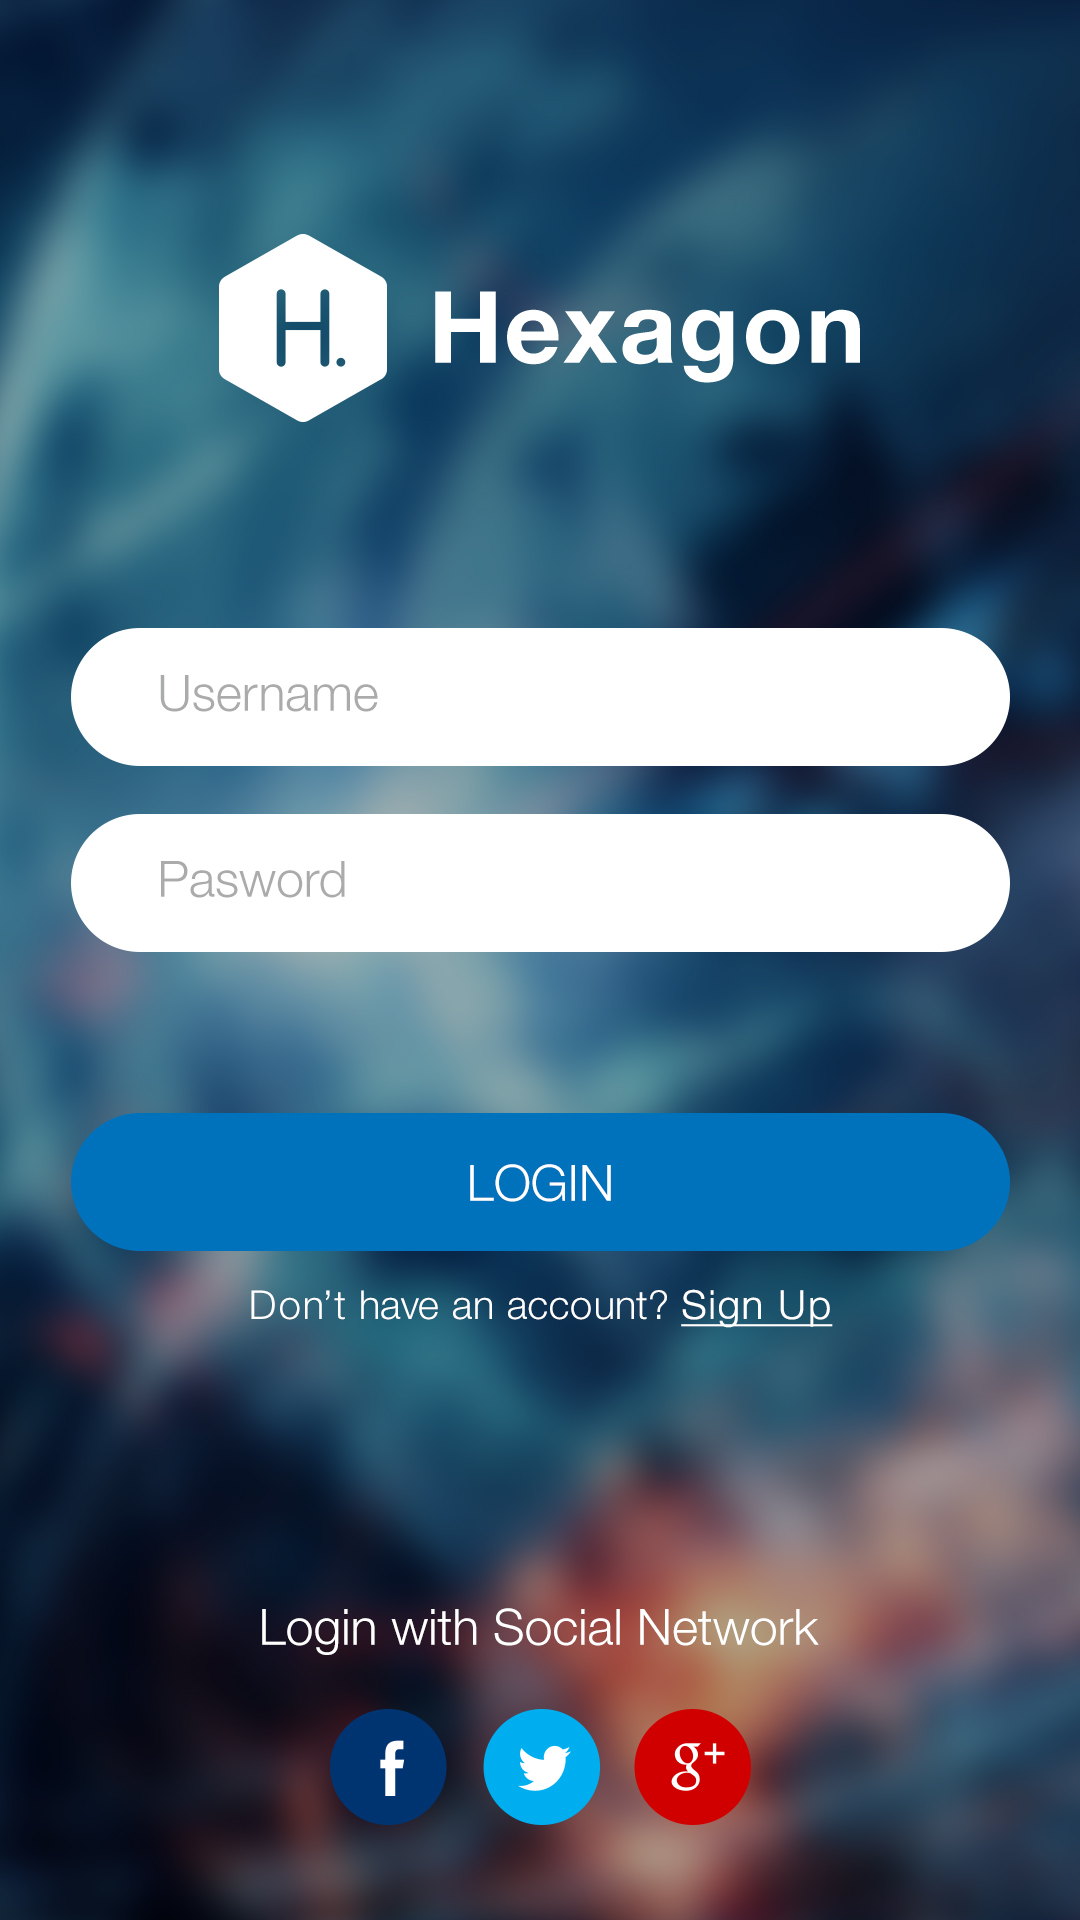 H.
Hexagon
Username
Pasword
LOGIN
Don’t have an account? Sign Up
Login with Social Network
f
g+